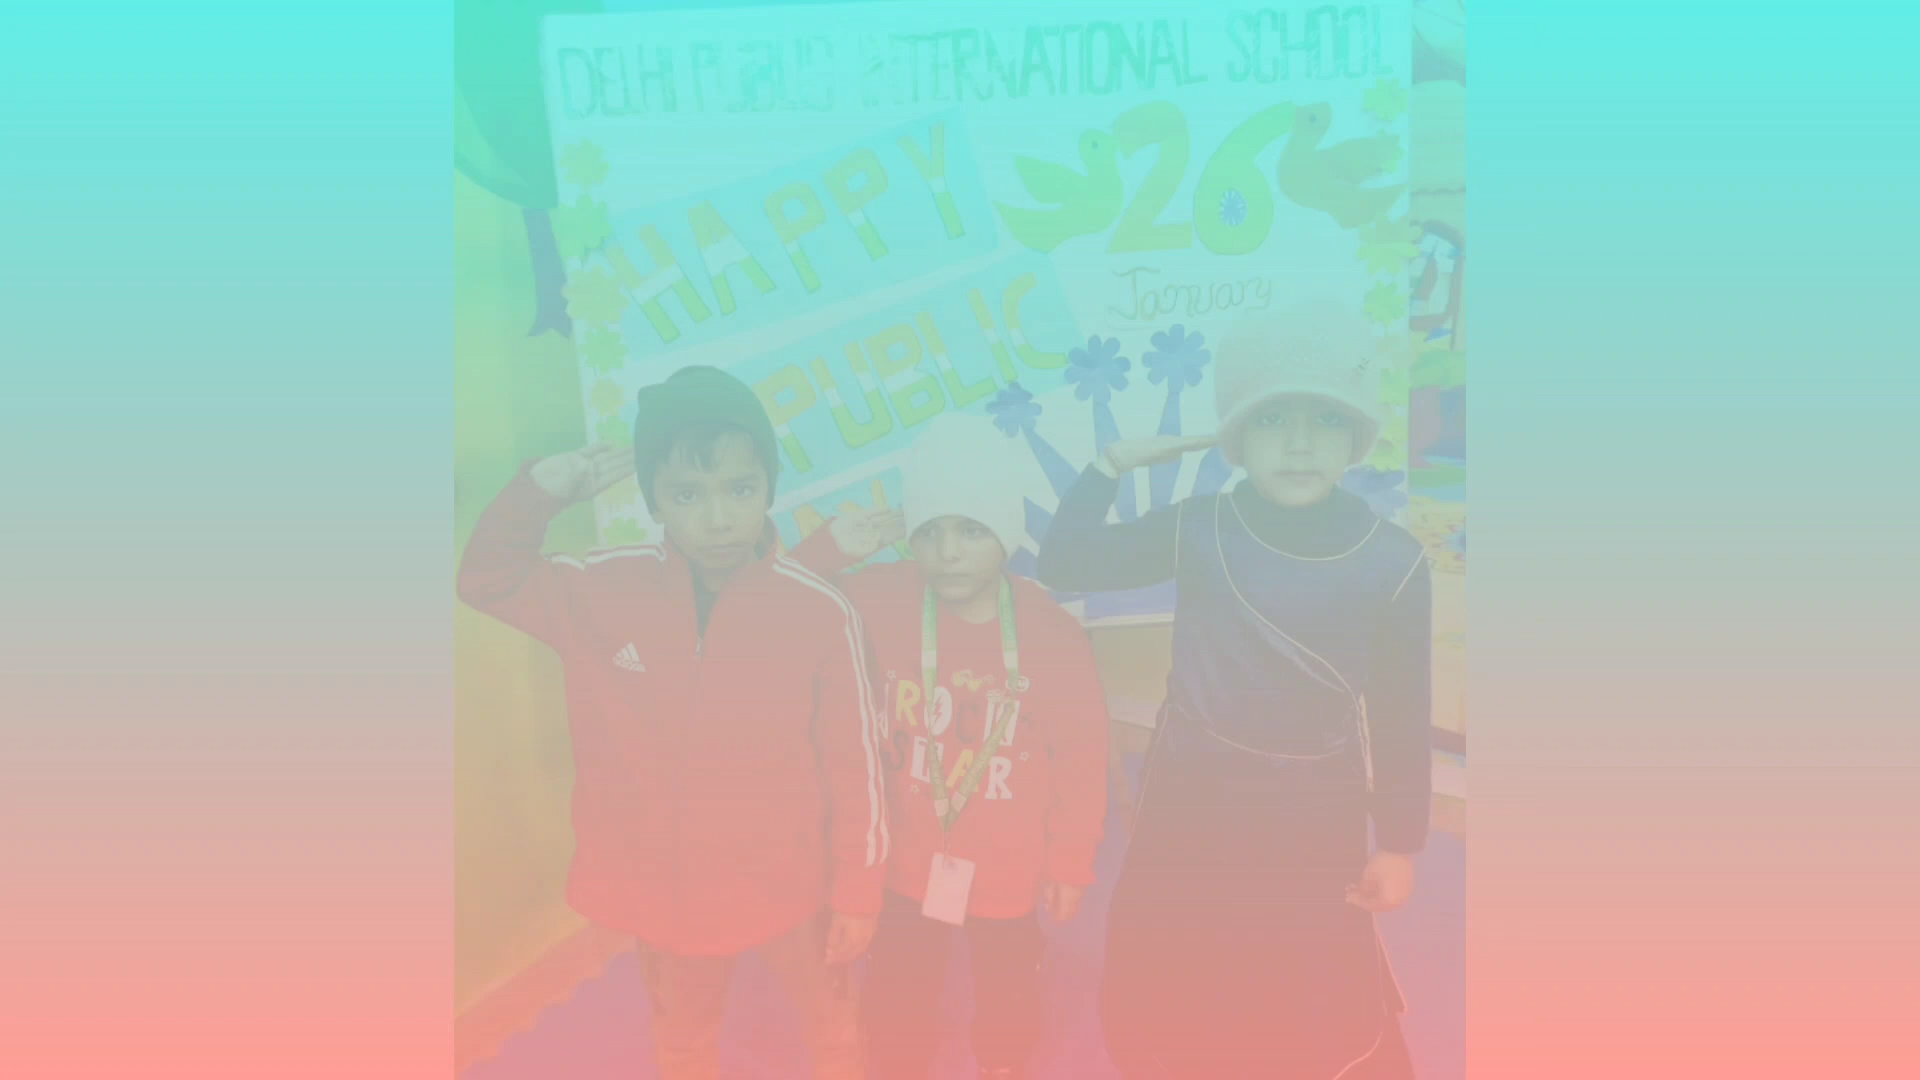 DELHI PUBLIC INTERNATIONAL SCHOOL
HAPPY
26
January
PUBLIC
adidas
ROCK
STAR